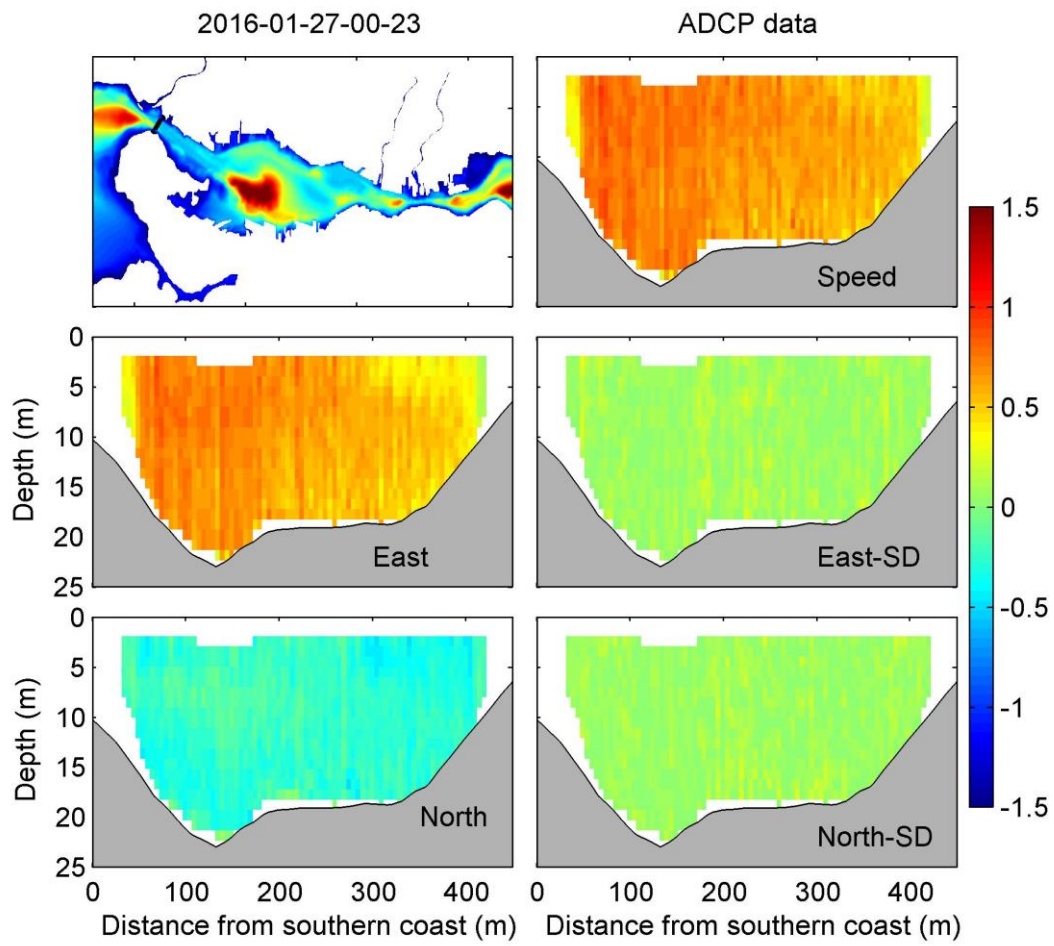 2016-01-27-00-23
ADCP data
Speed
0
5
10
15
20
25
Depth (m)
East
East-SD
1.5
1
0.5
0
-0.5
-1
-1.5
0
5
10
15
20
25
Depth (m)
North
North-SD
0 100 200 300 400
0 100 200 300 400
Distance from southern coast (m)
Distance from southern coast (m)